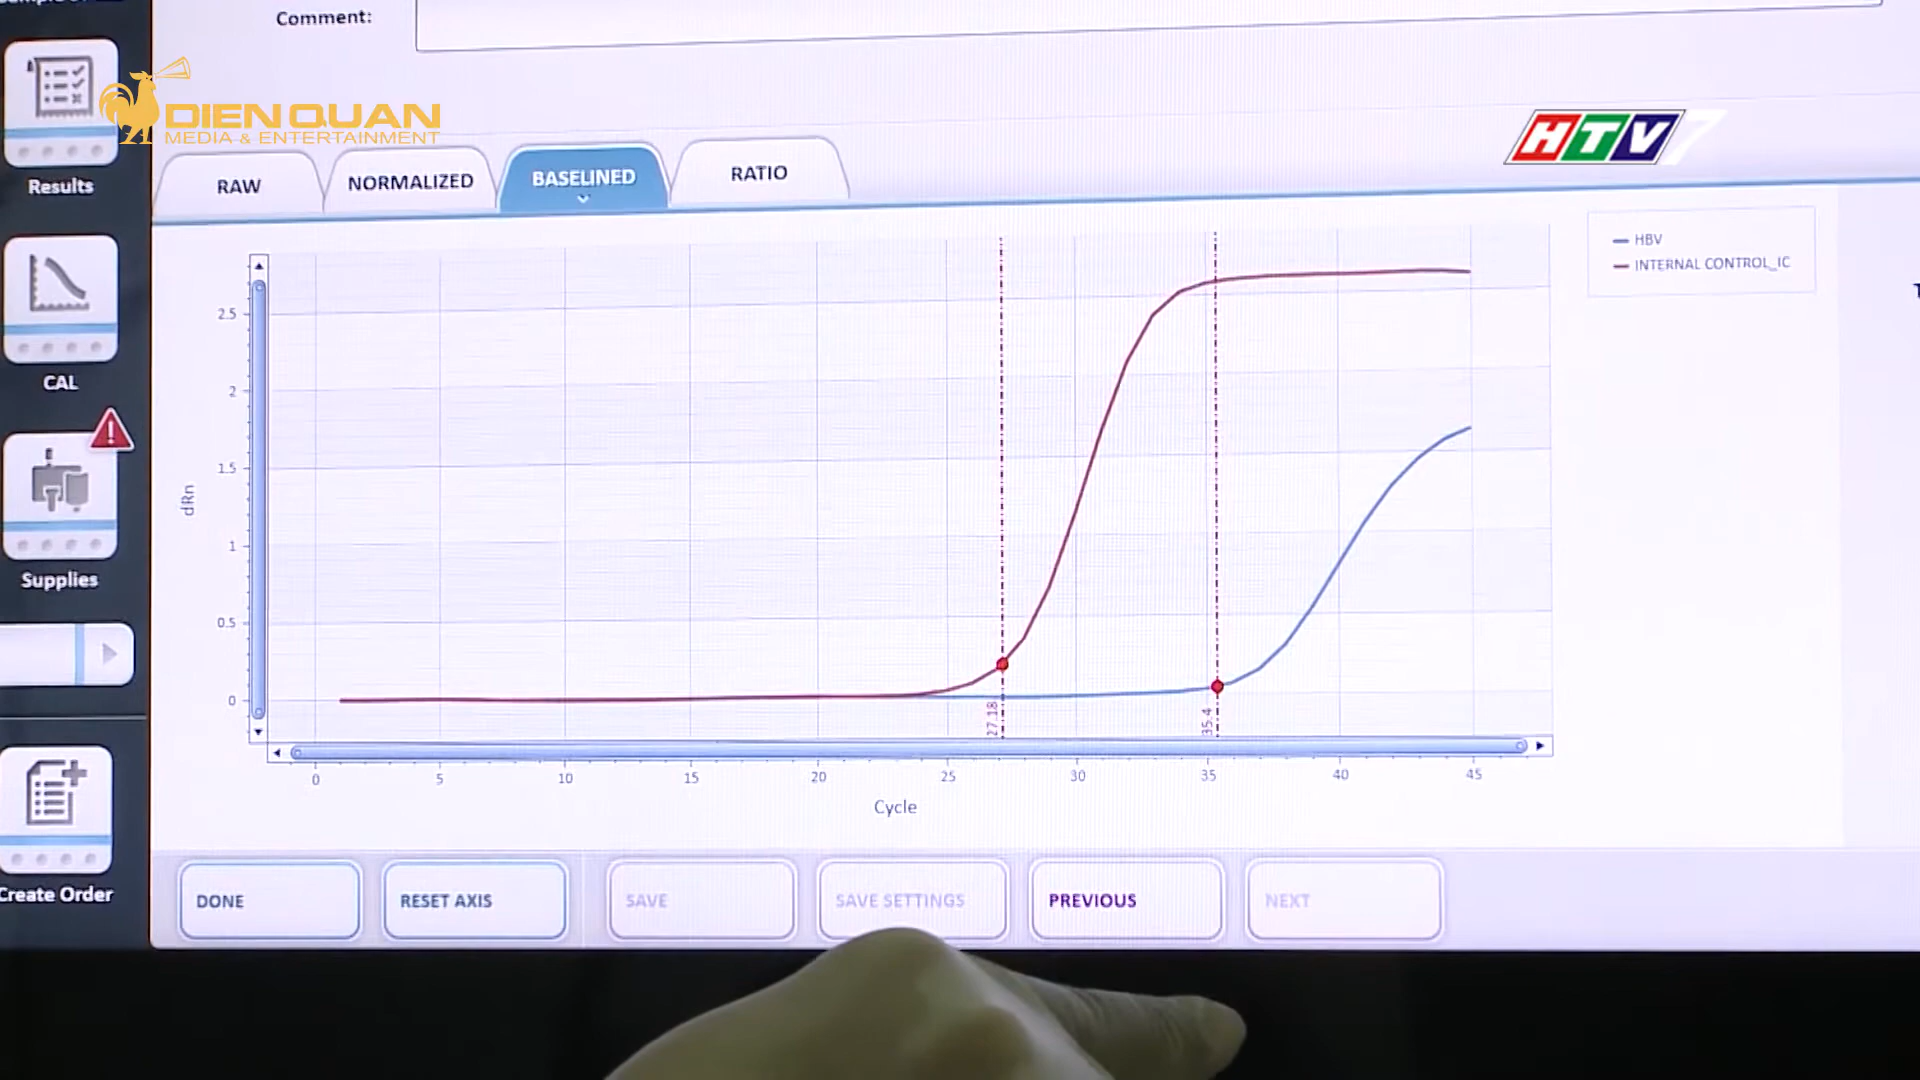 Comment:
DIEN QUAN
MEDIA & ENTERTAINMENT
HTV7
Results
RAW
NORMALIZED
BASELINED
RATIO
HBV
INTERNAL CONTROL_IC
CAL
Supplies
Create Order
2.5
2
1.5
1
0.5
0
dRn
27.18
35.4
0
5
10
15
20
25
30
35
40
45
Cycle
DONE
RESET AXIS
SAVE
SAVE SETTINGS
PREVIOUS
NEXT